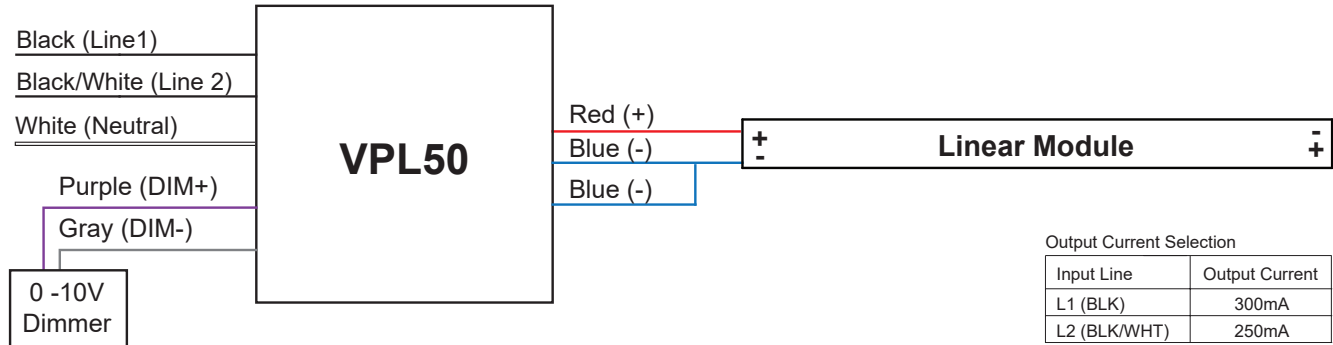 Black (Line1)
Black/White (Line 2)
White (Neutral)
Purple (DIM+)
Gray (DIM-)
0 -10V
Dimmer
VPL50
Red (+)
Blue (-)
Blue (-)
+
-
Linear Module
-
+
Output Current Selection
Input Line Output Current
L1 (BLK) 300mA
L2 (BLK/WHT) 250mA